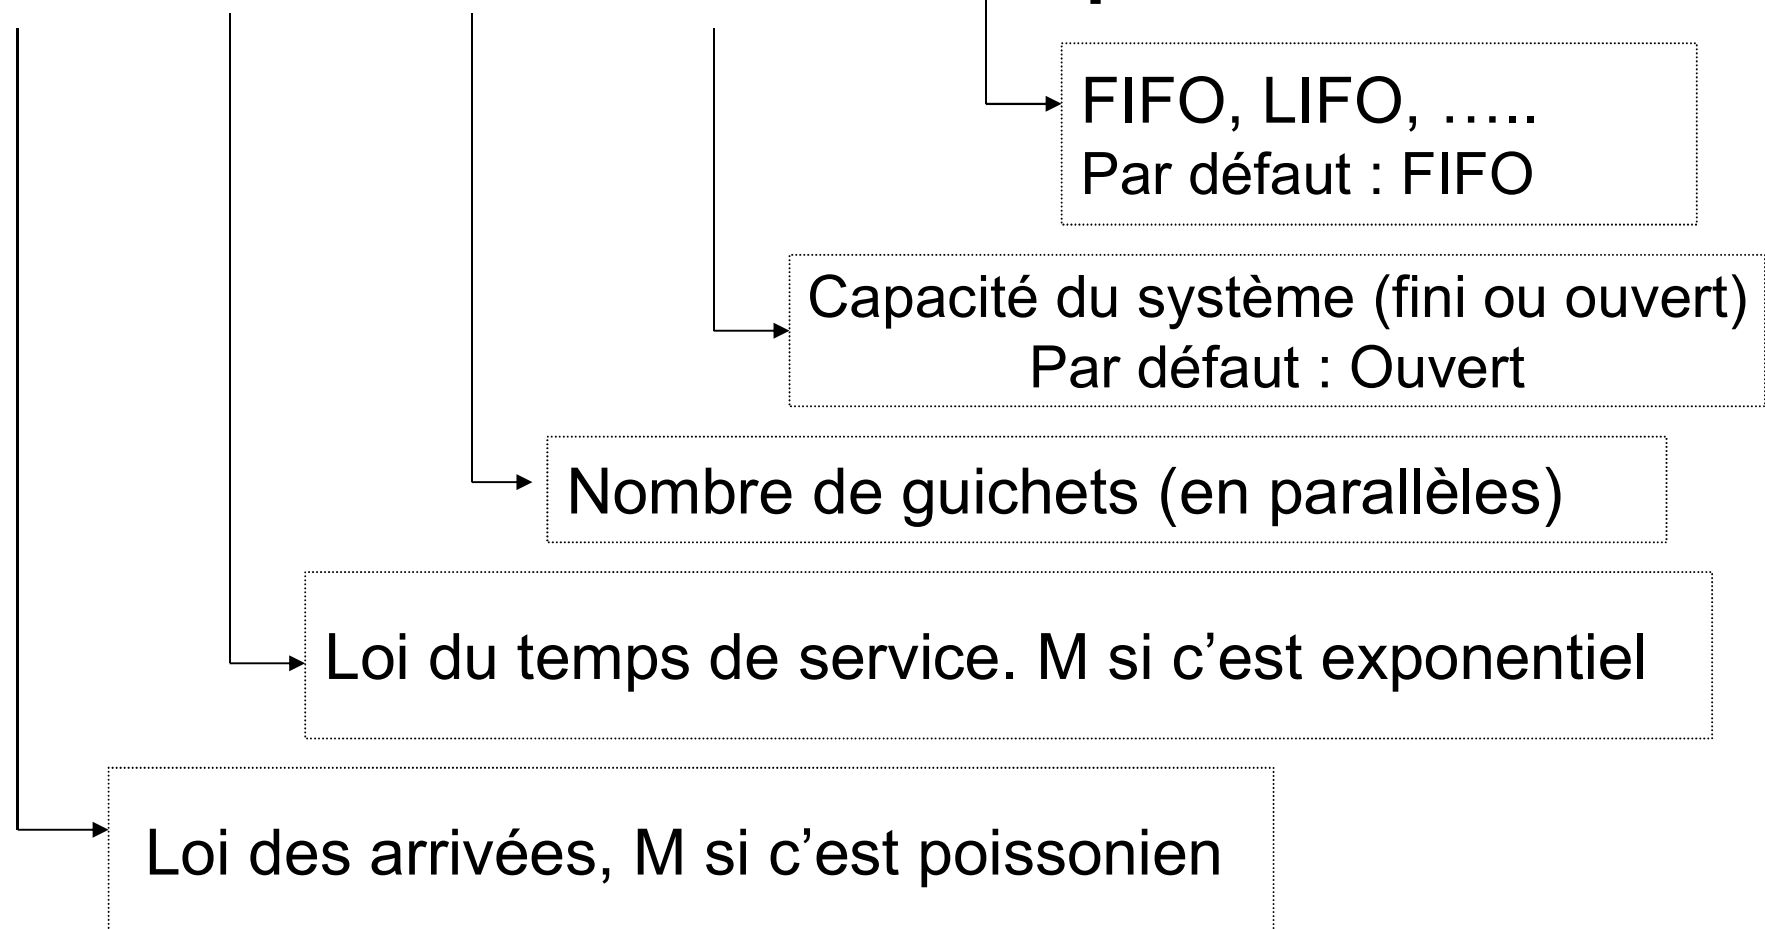 FIFO, LIFO, …..
Par défaut : FIFO
Capacité du système (fini ou ouvert)
Par défaut : Ouvert
Nombre de guichets (en parallèles)
Loi du temps de service. M si c’est exponentiel
Loi des arrivées, M si c’est poissonien